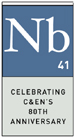 Nb
41
CELEBRATING
C&EN'S
80TH
ANNIVERSARY